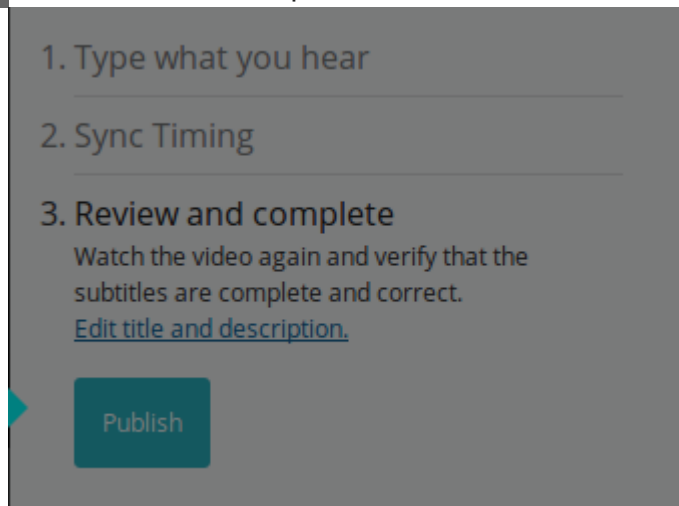 1. Type what you hear
2. Sync Timing
3. Review and complete
Watch the video again and verify that the
subtitles are complete and correct.
Edit title and description.
Publish